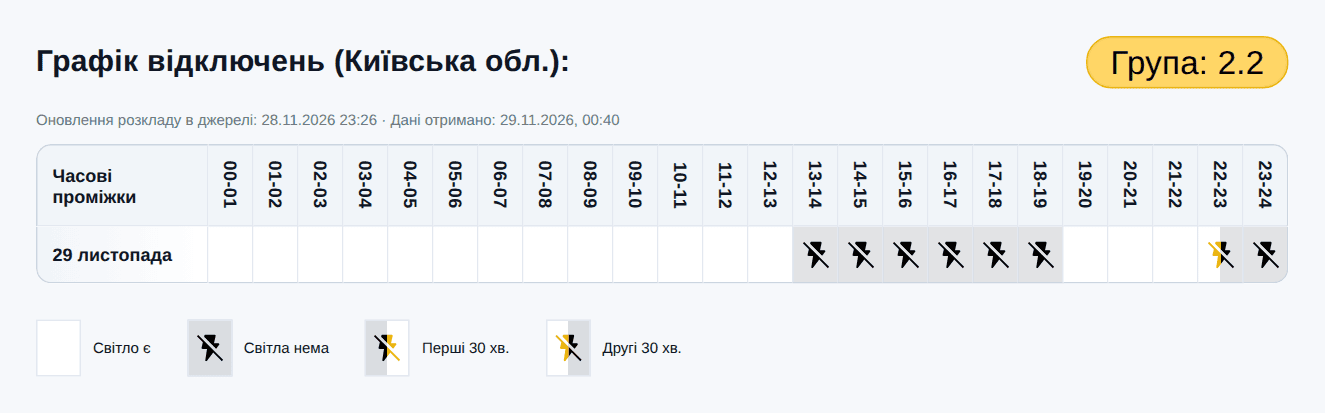 Графік відключень (Київська обл.):
Група: 2.2
Оновлення розкладу в джерелі: 28.11.2026 23:26 · Дані отримано: 29.11.2026, 00:40
Часові проміжки 00-01 01-02 02-03 03-04 04-05 05-06 06-07 07-08 08-09 09-10 10-11 11-12 12-13 13-14 14-15 15-16 16-17 17-18 18-19 19-20 20-21 21-22 22-23 23-24
29 листопада
Світло є Світла нема Перші 30 хв. Другі 30 хв.